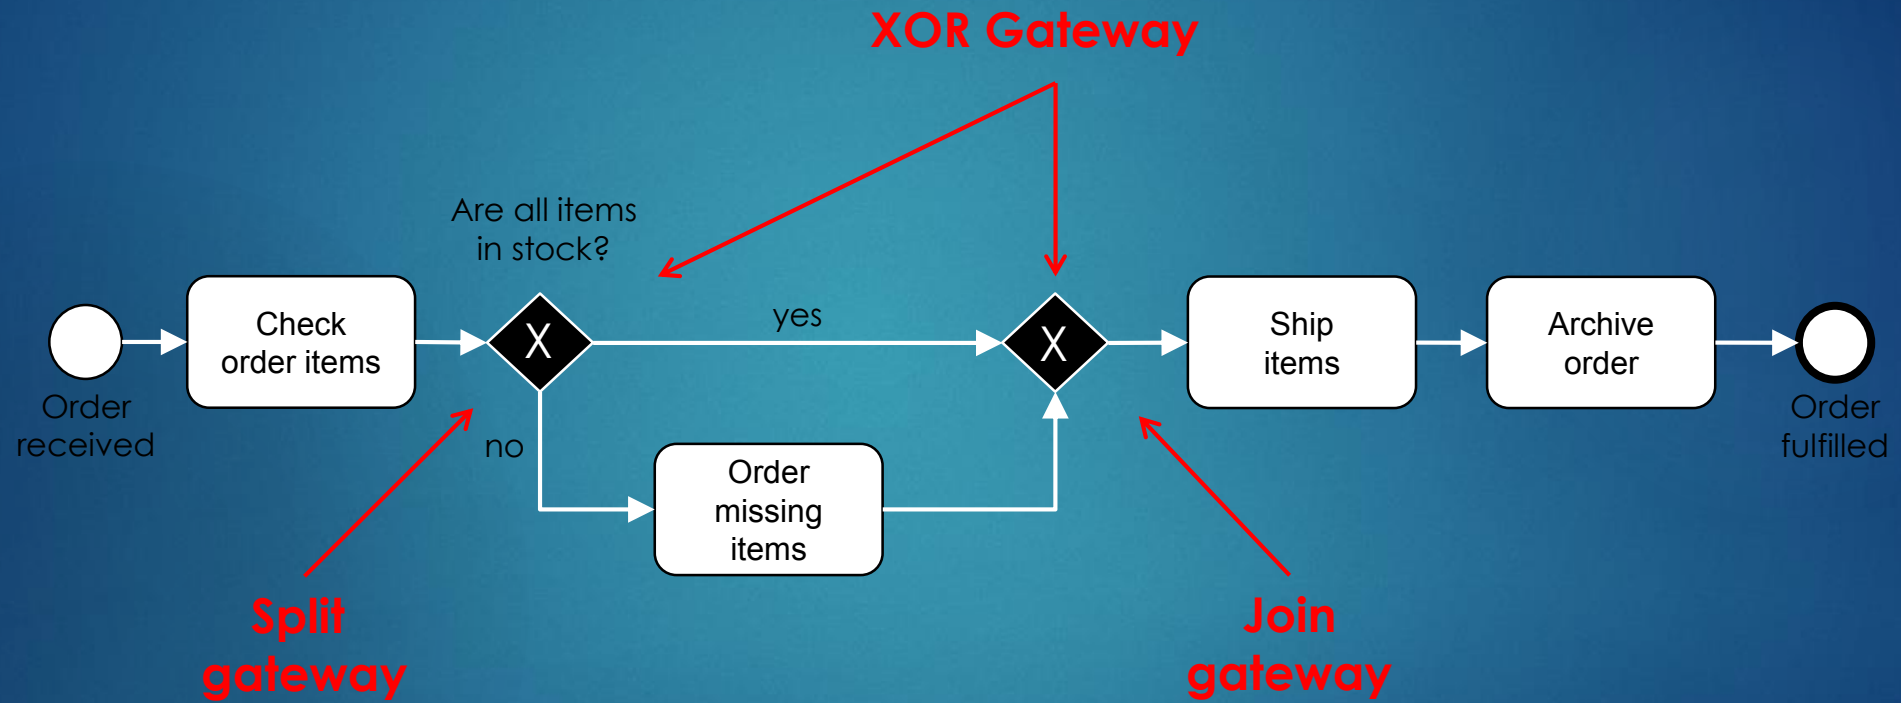 XOR Gateway
Are all items
in stock?
Order
received
Check
order items
X
yes
no
Order
missing
items
X
Ship
items
Archive
order
Order
fulfilled
Split
gateway
Join
gateway